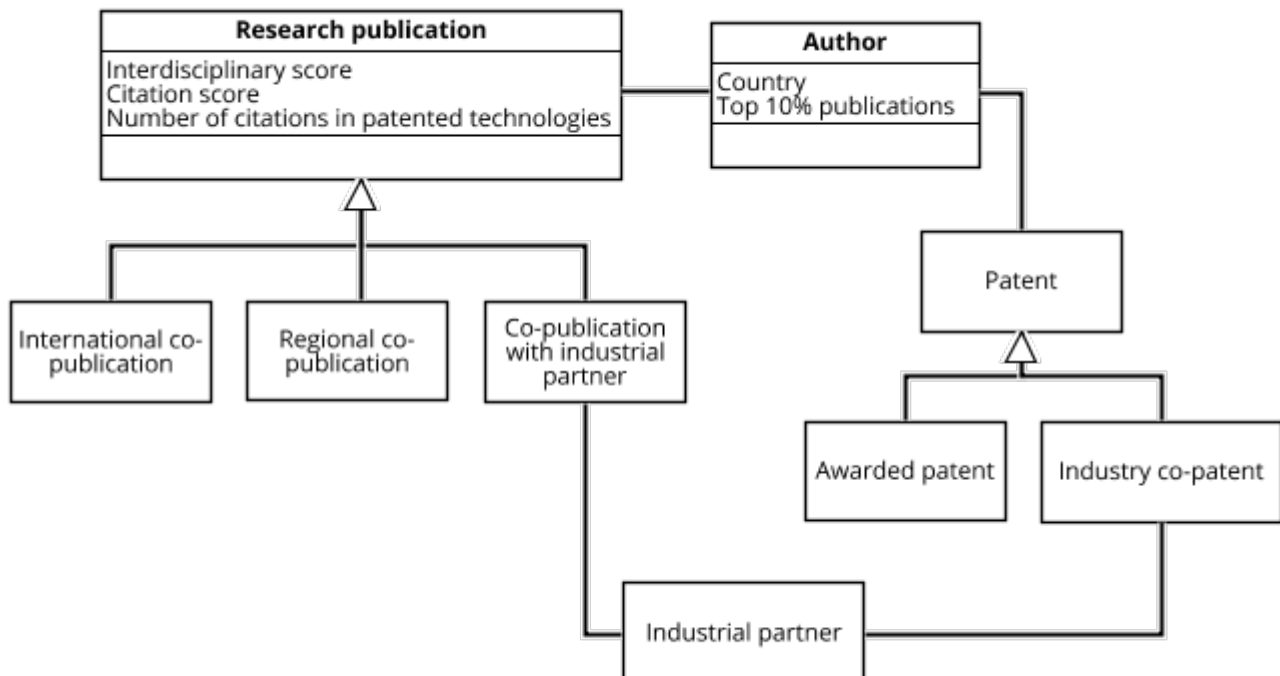 Research publication
Interdisciplinary score
Citation score
Number of citations in patented technologies
Author
Country
Top 10% publications
Patent
International co-
publication
Regional co-
publication
Co-publication
with industrial
partner
Awarded patent
Industry co-patent
Industrial partner